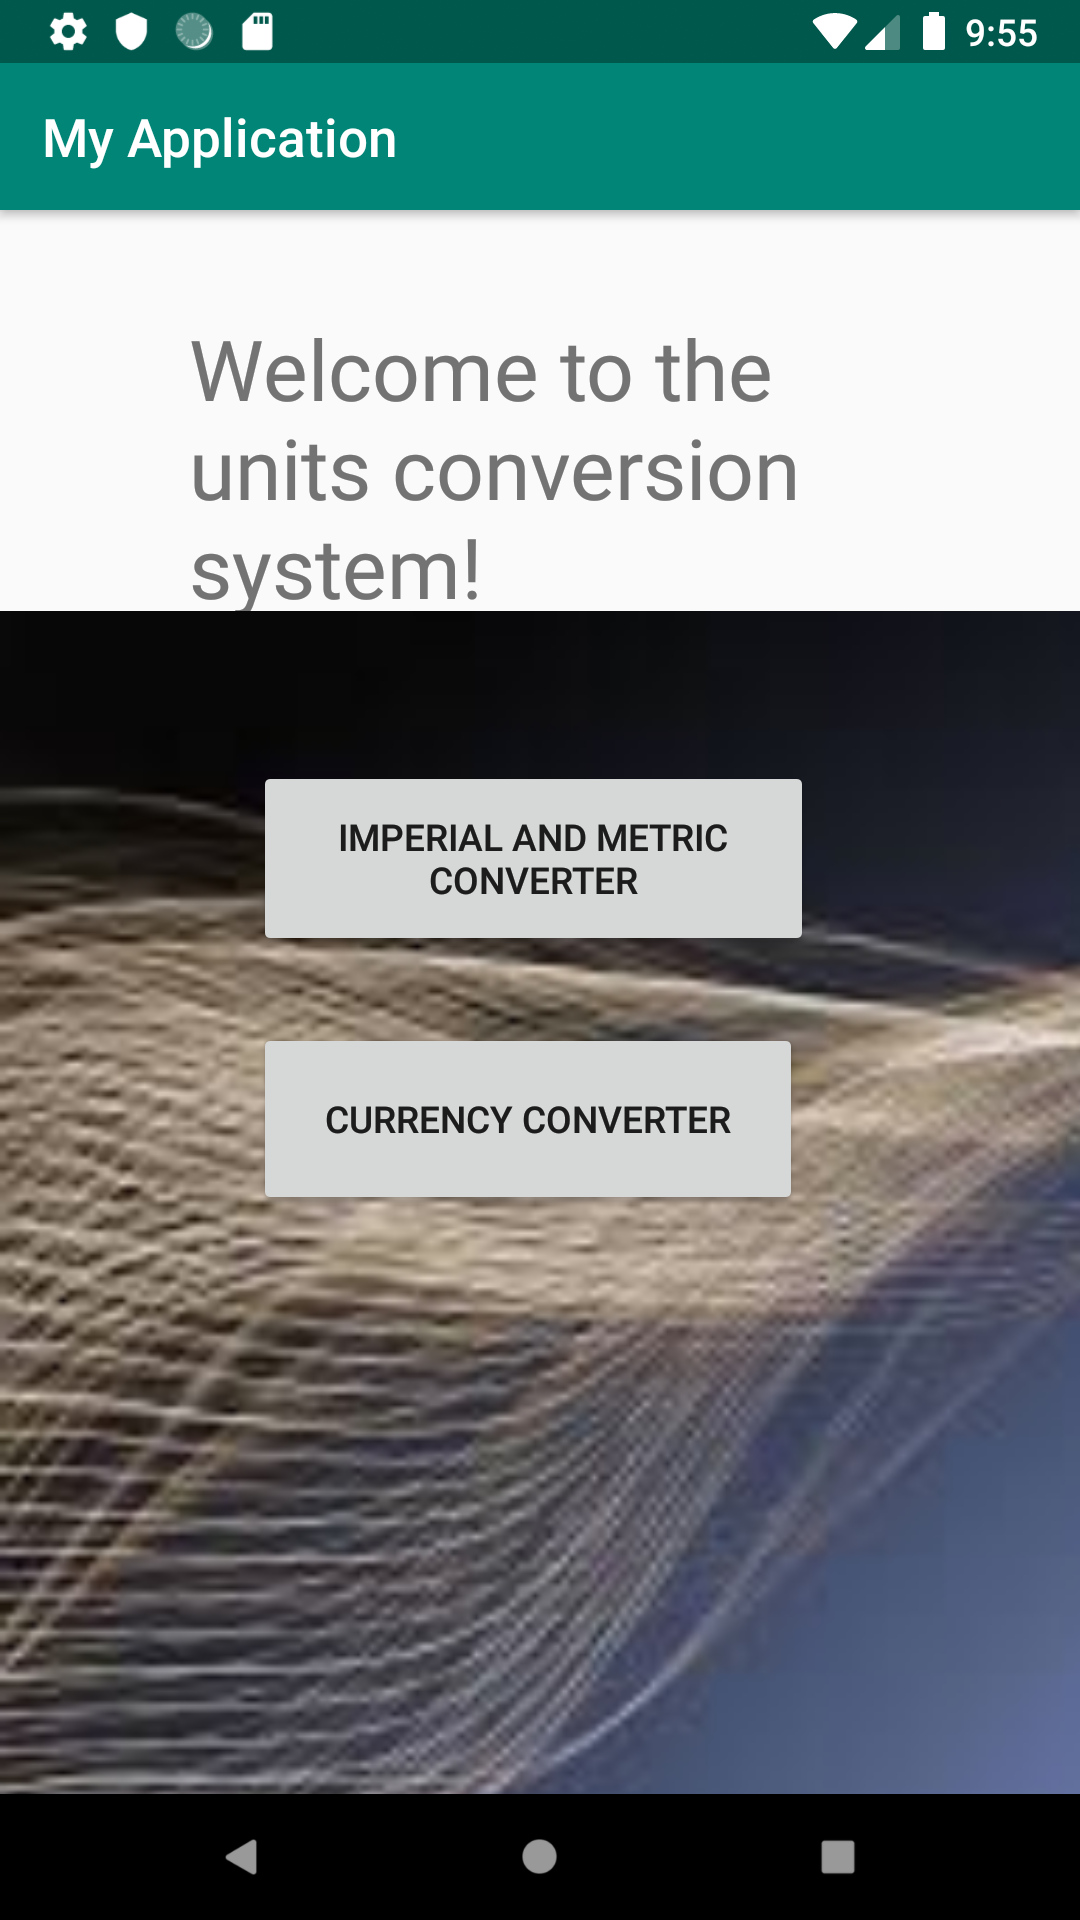 9:55
My Application
Welcome to the
units conversion
system!
IMPERIAL AND METRIC
CONVERTER
CURRENCY CONVERTER